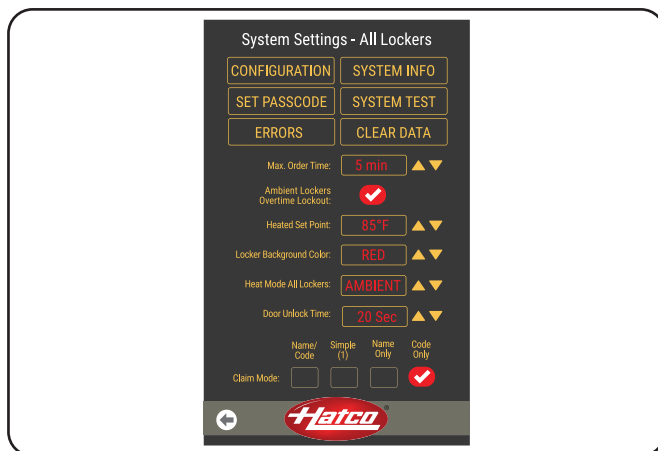 System Settings - All Lockers
CONFIGURATION SYSTEM INFO
SET PASSCODE SYSTEM TEST
ERRORS CLEAR DATA
Max. Order Time: 5 min
Ambient Lockers
Overtime Lockout:
Heated Set Point: 85°F
Locker Background Color: RED
Heat Mode All Lockers: AMBIENT
Door Unlock Time: 20 Sec
Name/ Simple Name Code
Code (1) Only Only
Claim Mode:
Hatco®